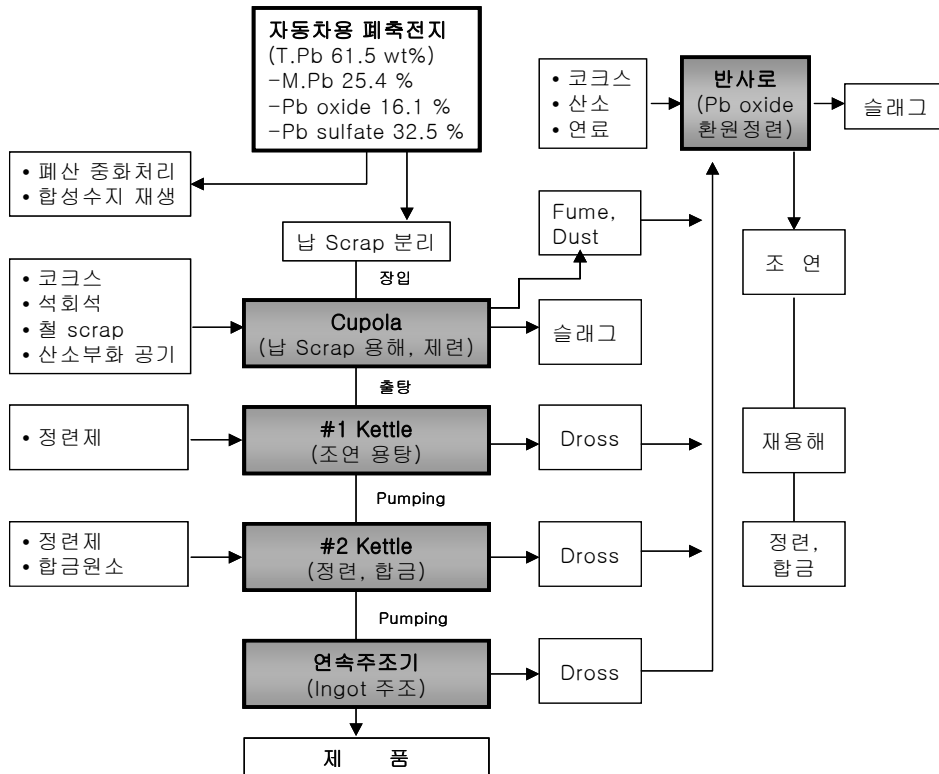 자동차용 폐축전지
(T.Pb 61.5 wt%)
-M.Pb 25.4 %
-Pb oxide 16.1 %
-Pb sulfate 32.5 %
• 코크스
• 산소
• 연료
반사로
(Pb oxide
환원정련)
슬래그
• 폐산 중화처리
• 합성수지 재생
납 Scrap 분리
Fume,
Dust
조 연
장입
• 코크스
• 석회석
• 철 scrap
• 산소부화 공기
Cupola
(납 Scrap 용해, 제련)
슬래그
출탕
• 정련제
#1 Kettle
(조연 용탕)
Dross
재용해
Pumping
• 정련제
• 합금원소
#2 Kettle
(정련, 합금)
Dross
정련,
합금
Pumping
연속주조기
(Ingot 주조)
Dross
제 품